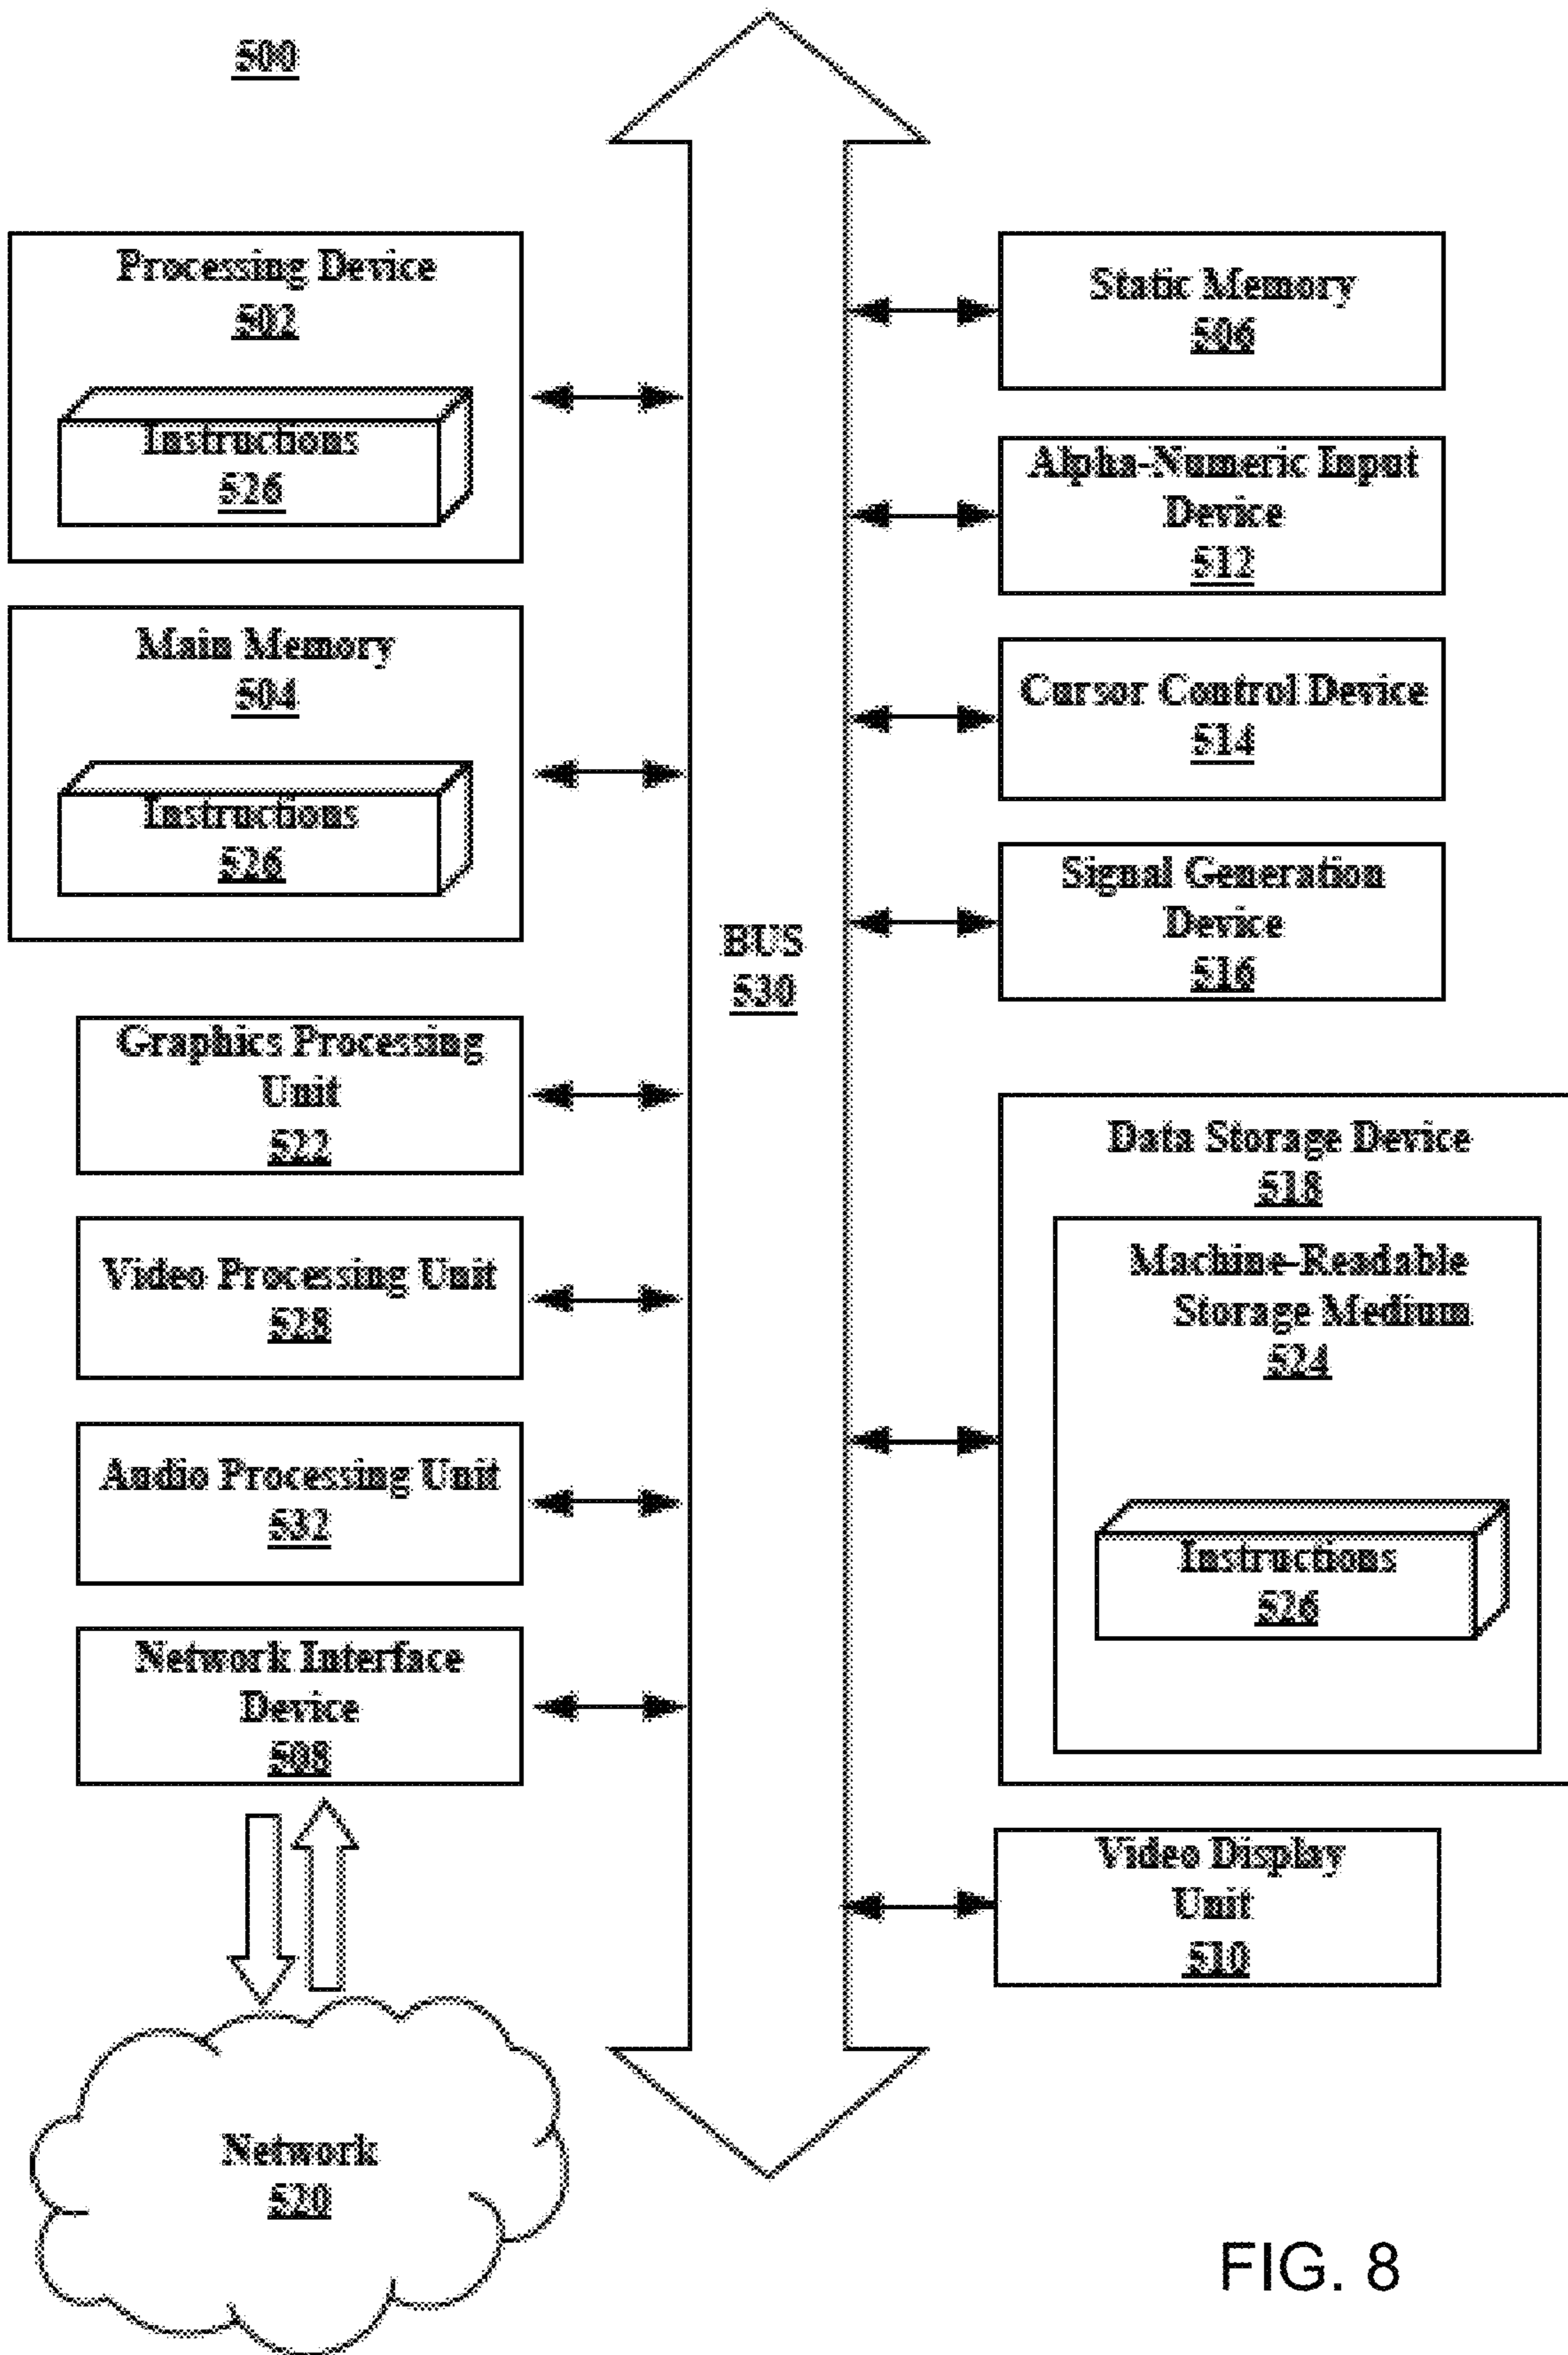 500
Processing Device
502
Instructions
526
Main Memory
504
Instructions
526
Graphics Processing
Unit
522
Video Processing Unit
528
Audio Processing Unit
532
Network Interface
Device
508
Network
520
BUS
530
Static Memory
506
Alpha-Numeric Input
Device
512
Cursor Control Device
514
Signal Generation
Device
516
Data Storage Device
518
Machine-Readable
Storage Medium
524
Instructions
526
Video Display
Unit
510
FIG. 8